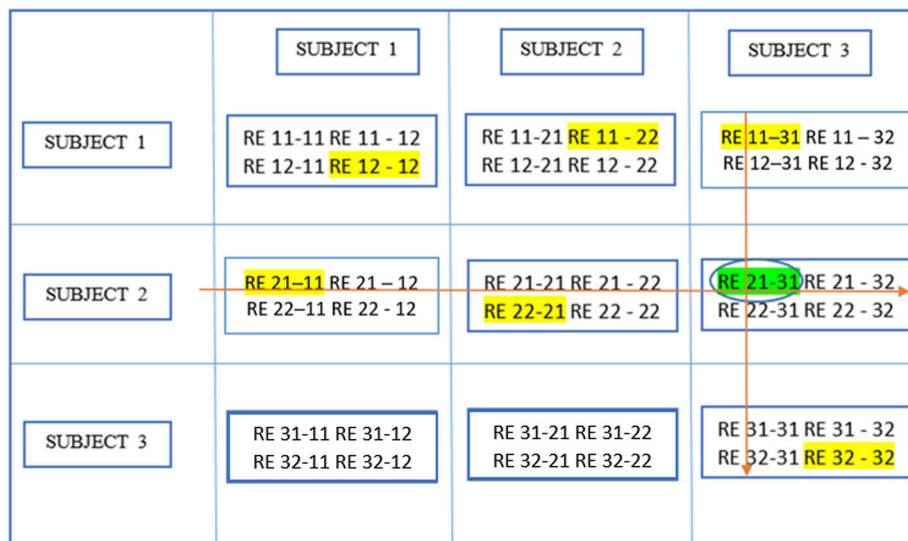 SUBJECT 1
SUBJECT 2
SUBJECT 3
SUBJECT 1
RE 11-11 RE 11 - 12
RE 12-11 RE 12 - 12
RE 11-21 RE 11 - 22
RE 12-21 RE 12 - 22
RE 11–31 RE 11 – 32
RE 12–31 RE 12 - 32
SUBJECT 2
RE 21–11 RE 21 – 12
RE 22–11 RE 22 - 12
RE 21-21 RE 21 - 22
RE 22-21 RE 22 - 22
RE 21-31 RE 21 - 32
RE 22-31 RE 22 - 32
SUBJECT 3
RE 31-11 RE 31-12
RE 32-11 RE 32-12
RE 31-21 RE 31-22
RE 32-21 RE 32-22
RE 31-31 RE 31 - 32
RE 32-31 RE 32 - 32